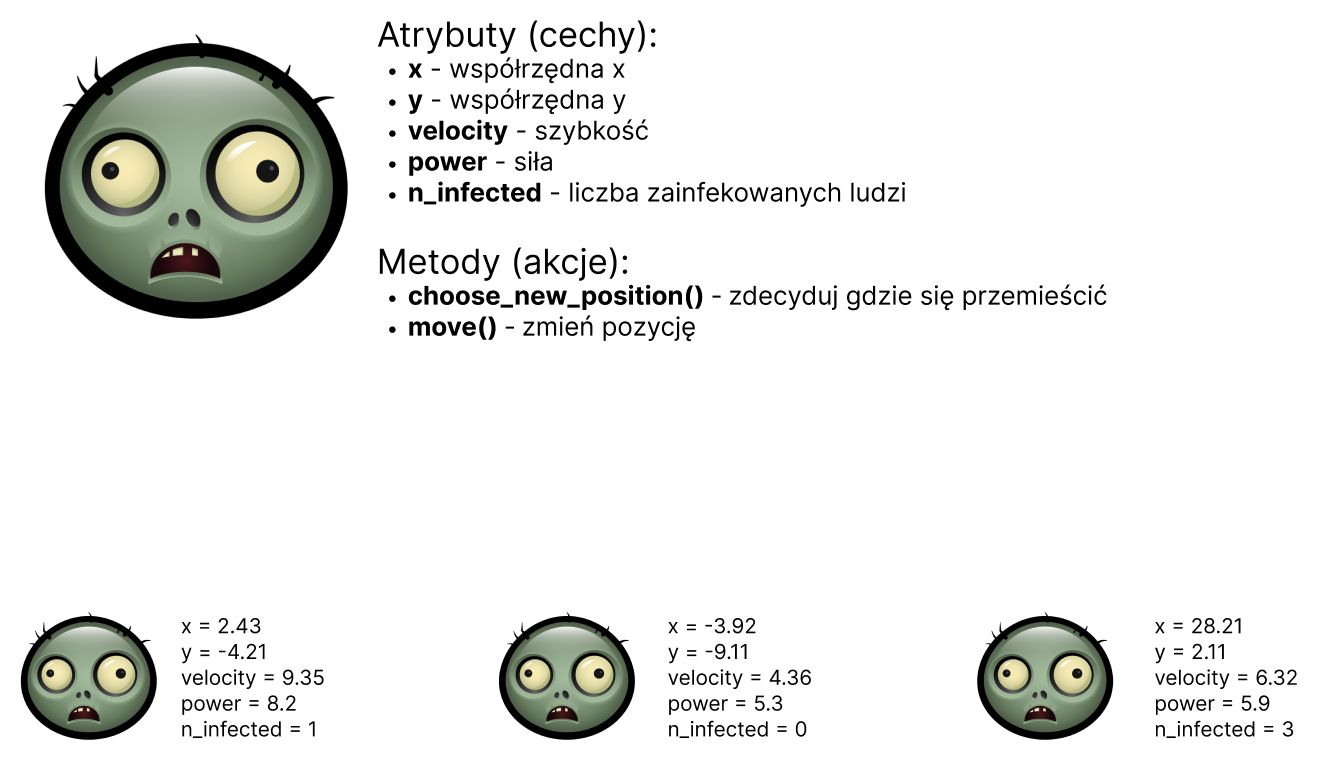 Atrybuty (cechy):
• x - współrzędna x
• y - współrzędna y
• velocity - szybkość
• power - siła
• n_infected - liczba zainfekowanych ludzi
Metody (akcje):
• choose_new_position() - zdecyduj gdzie się przemieścić
• move() - zmień pozycję
x = 2.43
y = -4.21
velocity = 9.35
power = 8.2
n_infected = 1
x = -3.92
y = -9.11
velocity = 4.36
power = 5.3
n_infected = 0
x = 28.21
y = 2.11
velocity = 6.32
power = 5.9
n_infected = 3